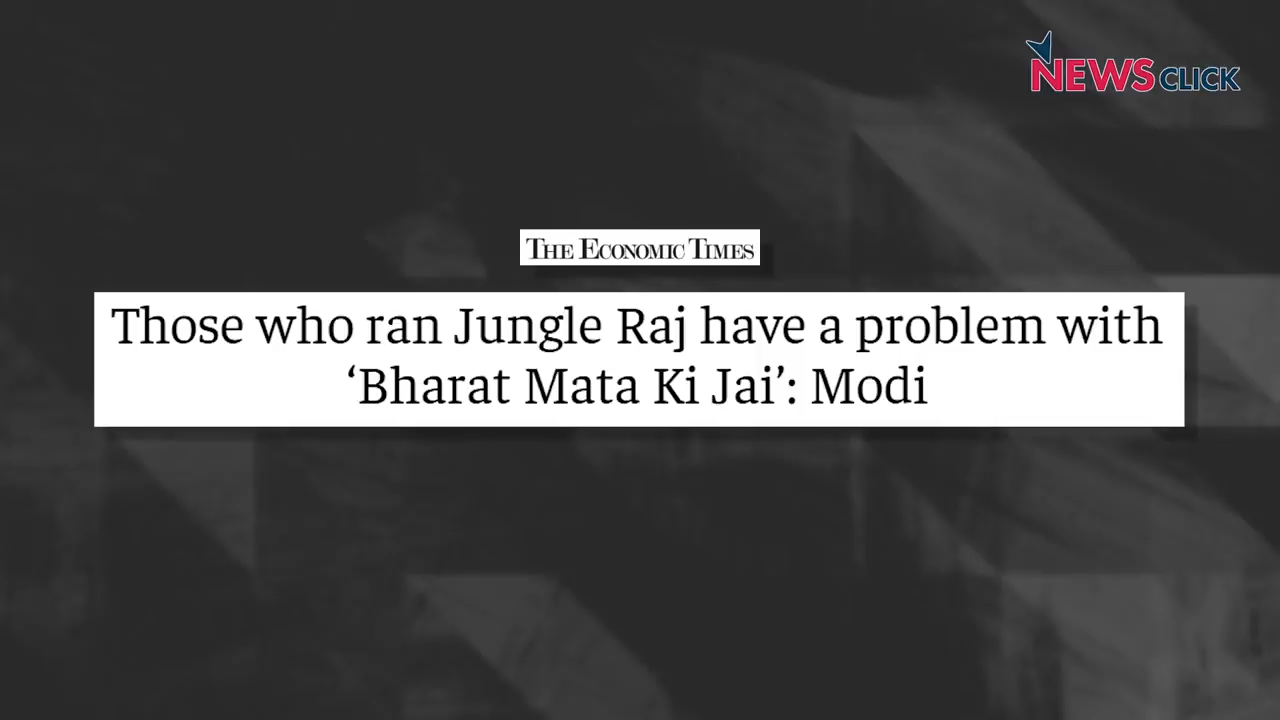 NEWSCLICK
THE ECONOMIC TIMES
Those who ran Jungle Raj have a problem with
‘Bharat Mata Ki Jai’: Modi